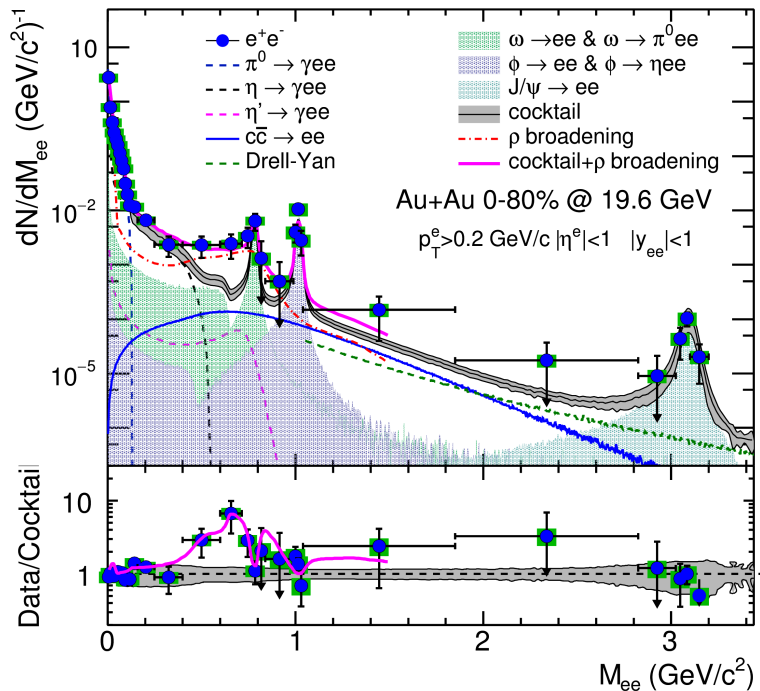 dN/dM_ee (GeV/c²)⁻¹
10
10⁻²
10⁻⁵
e⁺e⁻
π⁰ → γee
η → γee
η' → γee
cc̅ → ee
Drell-Yan
ω →ee & ω → π⁰ee
ϕ → ee & ϕ → ηee
J/ψ → ee
cocktail
ρ broadening
cocktail+ρ broadening
Au+Au 0-80% @ 19.6 GeV
p_T^e>0.2 GeV/c |η^e|<1 |y_ee|<1
Data/Cocktail
10
1
0 1 2 3
M_ee (GeV/c²)